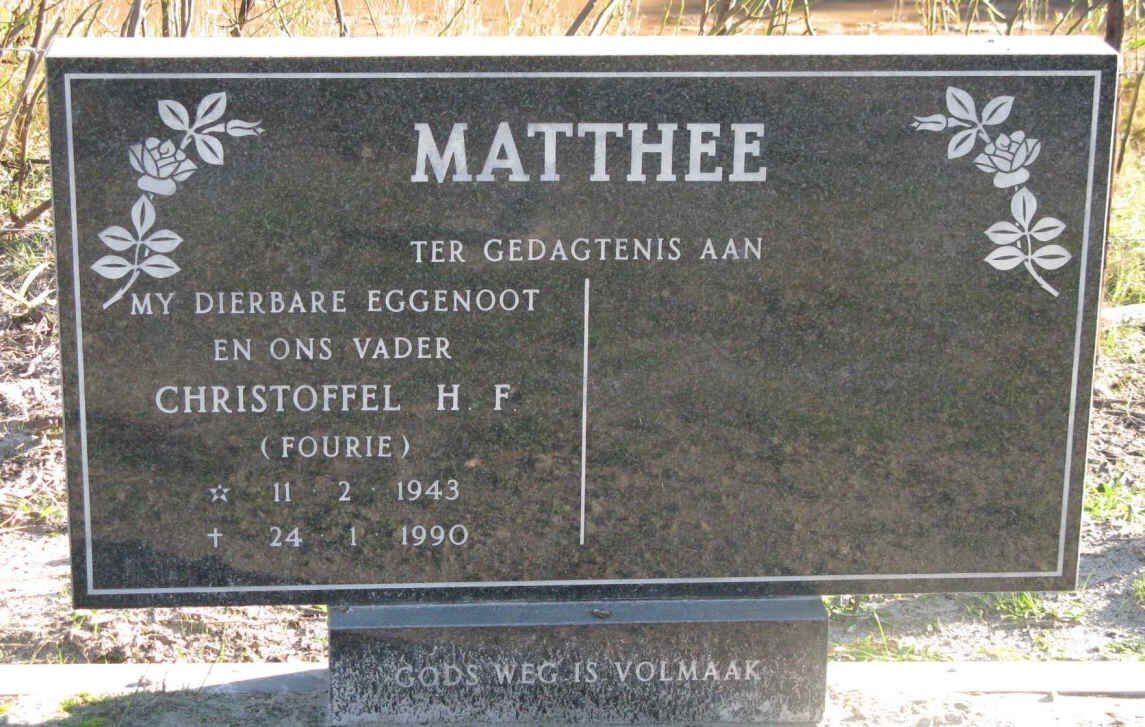 MATTHEE
TER GEDAGTENIS AAN
MY DIERBARE EGGENOOT
EN ONS VADER
CHRISTOFFEL H. F.
(FOURIE)
☆ 11 · 2 · 1943
† 24 · 1 · 1990
GODS WEG IS VOLMAAK